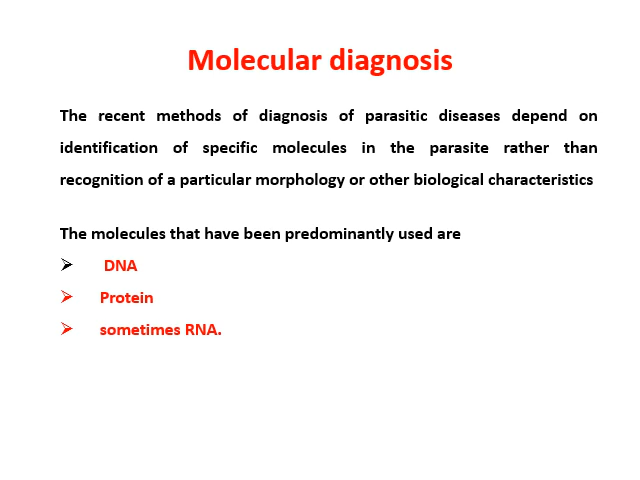 Molecular diagnosis
The recent methods of diagnosis of parasitic diseases depend on
identification of specific molecules in the parasite rather than
recognition of a particular morphology or other biological characteristics
The molecules that have been predominantly used are
➢ DNA
➢ Protein
➢ sometimes RNA.